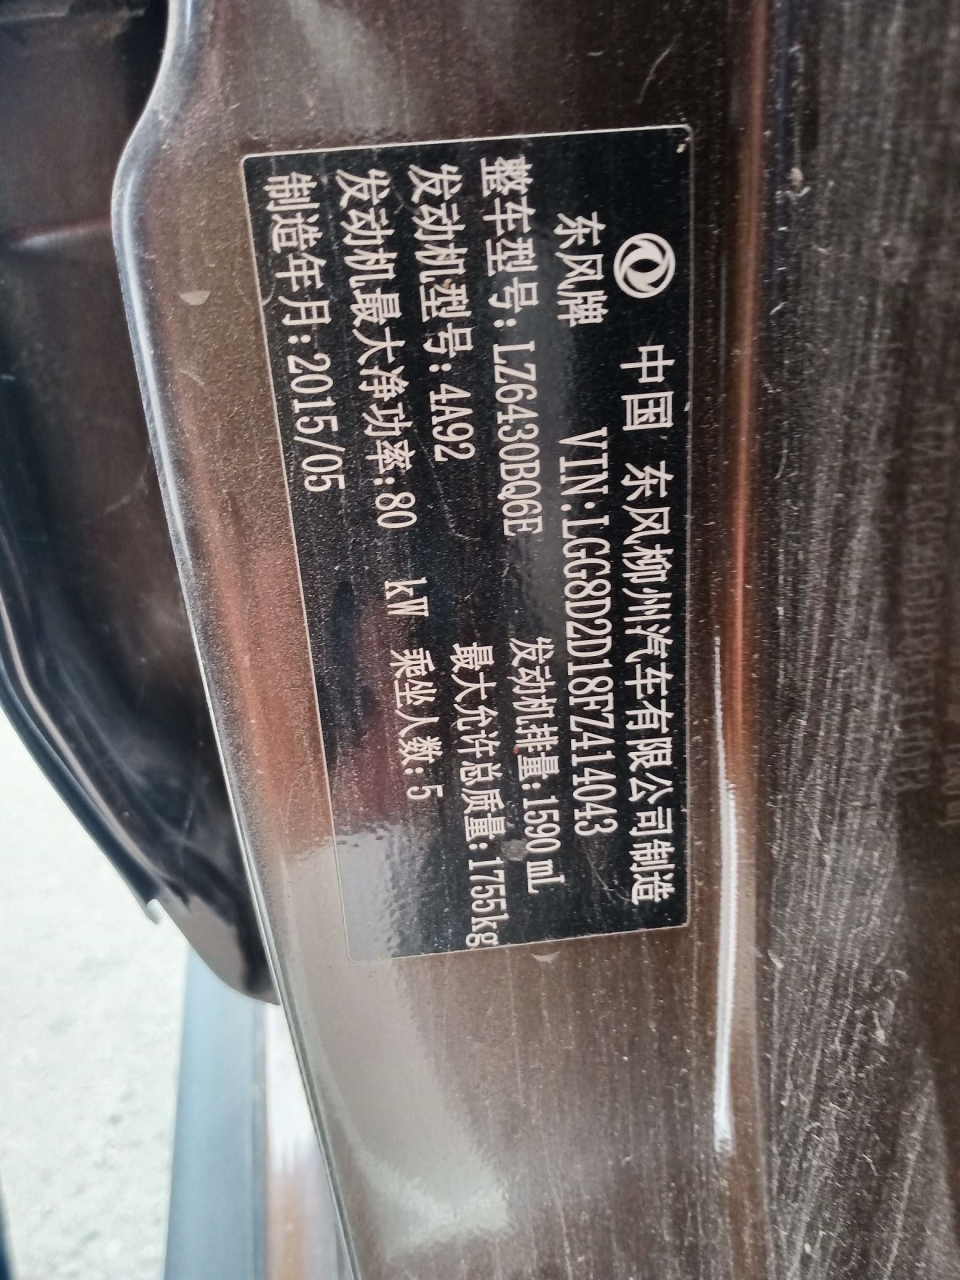 中国 东风柳州汽车有限公司制造
东风牌 VIN:LGG8D2D18FZ414043
整车型号:LZ6430BQ6E 发动机排量:1590 mL
发动机型号:4A92 最大允许总质量:1755kg
发动机最大净功率:80 kW 乘坐人数:5
制造年月:2015/05